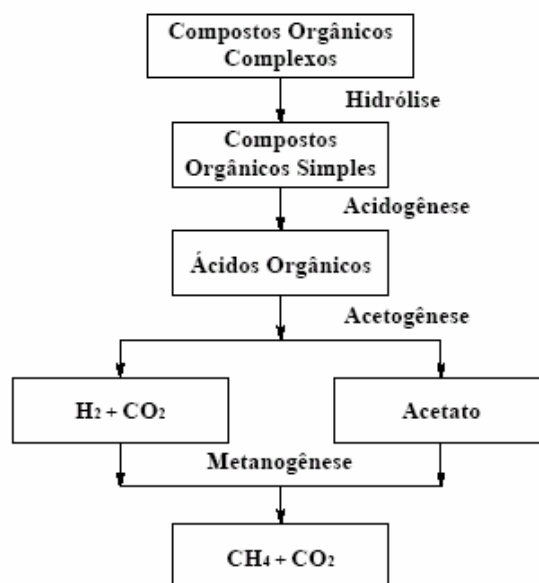 Compostos Orgânicos
Complexos
Hidrólise
Compostos
Orgânicos Simples
Acidogênese
Ácidos Orgânicos
Acetogênese
H₂ + CO₂
Acetato
Metanogênese
CH₄ + CO₂